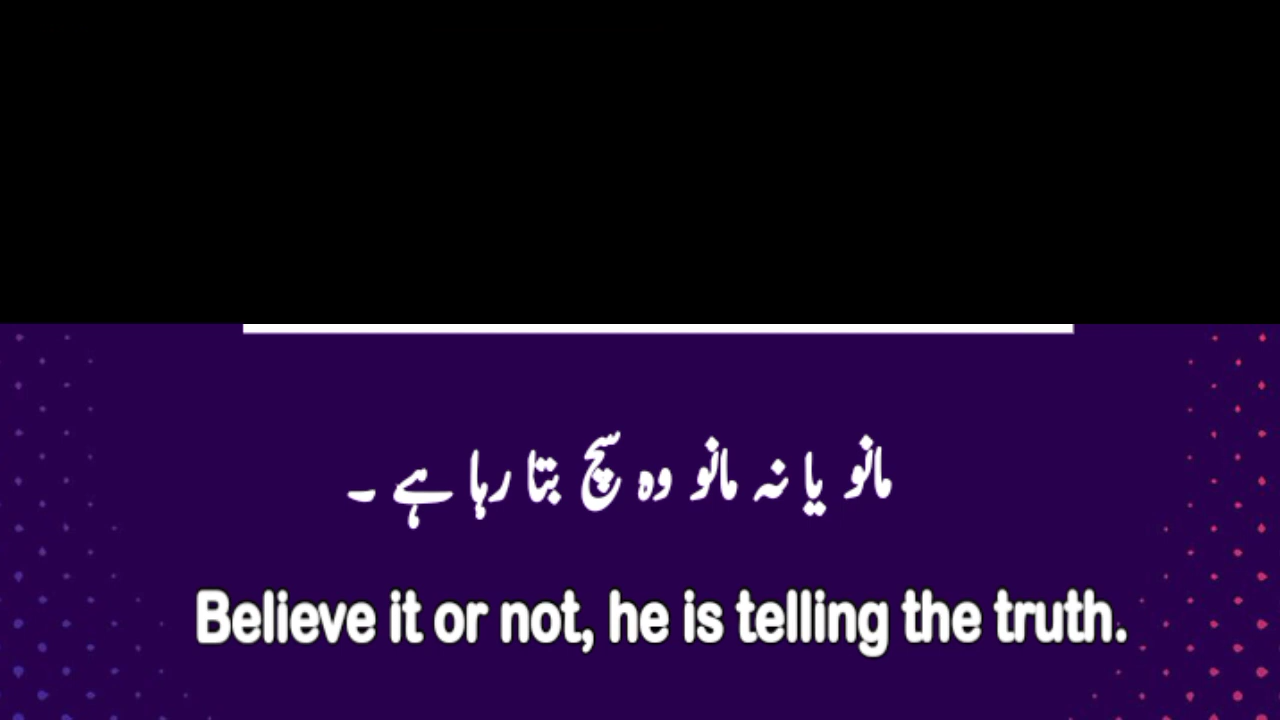 مانو یا نہ مانو وہ سچ بتا رہا ہے ۔
Believe it or not, he is telling the truth.